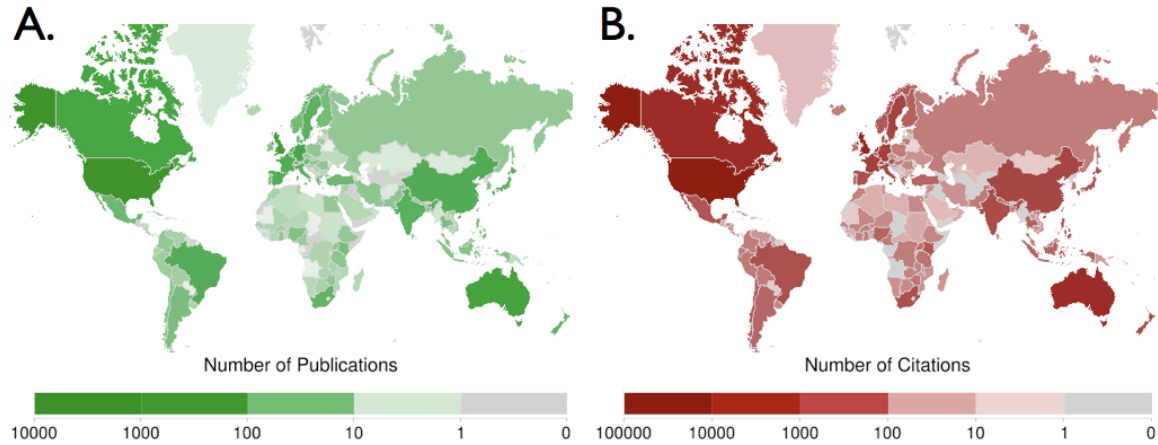 A.
B.
Number of Publications
Number of Citations
10000 1000 100 10 1 0
100000 10000 1000 100 10 1 0